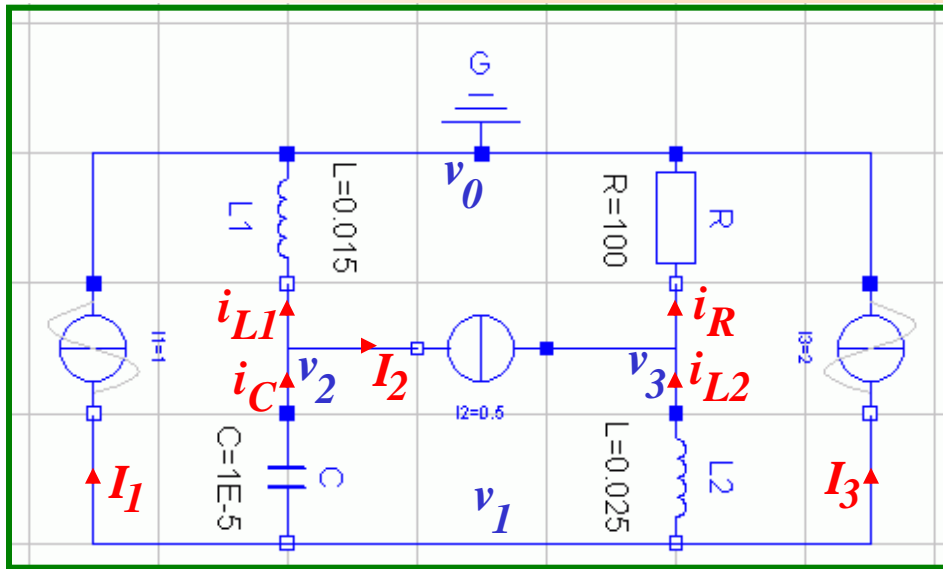 G
v0
L1
L=0.015
R=100
R
iL1
iR
I1=1
I3=2
v2
I2
v3
iC
iL2
I2=0.5
C=1E-5
C
L=0.025
L2
I1
v1
I3